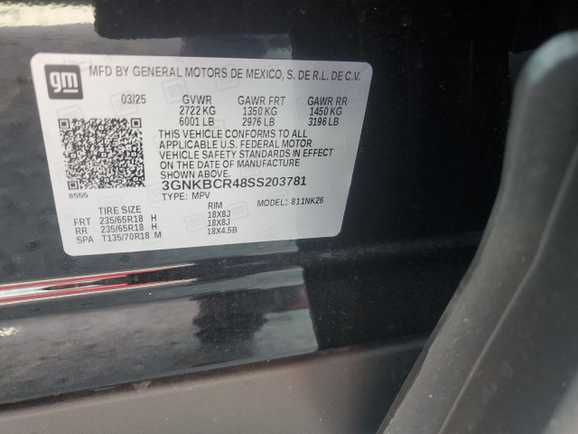 gm
MFD BY GENERAL MOTORS DE MEXICO, S. DE R.L. DE C.V.
03/25 GVWR GAWR FRT GAWR RR
2722 KG 1350 KG 1450 KG
6001 LB 2976 LB 3196 LB
THIS VEHICLE CONFORMS TO ALL
APPLICABLE U.S. FEDERAL MOTOR
VEHICLE SAFETY STANDARDS IN EFFECT
ON THE DATE OF MANUFACTURE
SHOWN ABOVE.
3GNKBCR48SS203781
TYPE: MPV MODEL: 811NK26
TIRE SIZE RIM
FRT 235/65R18 H 18X8J
RR 235/65R18 H 18X8J
SPA T135/70R18 M 18X4.5B